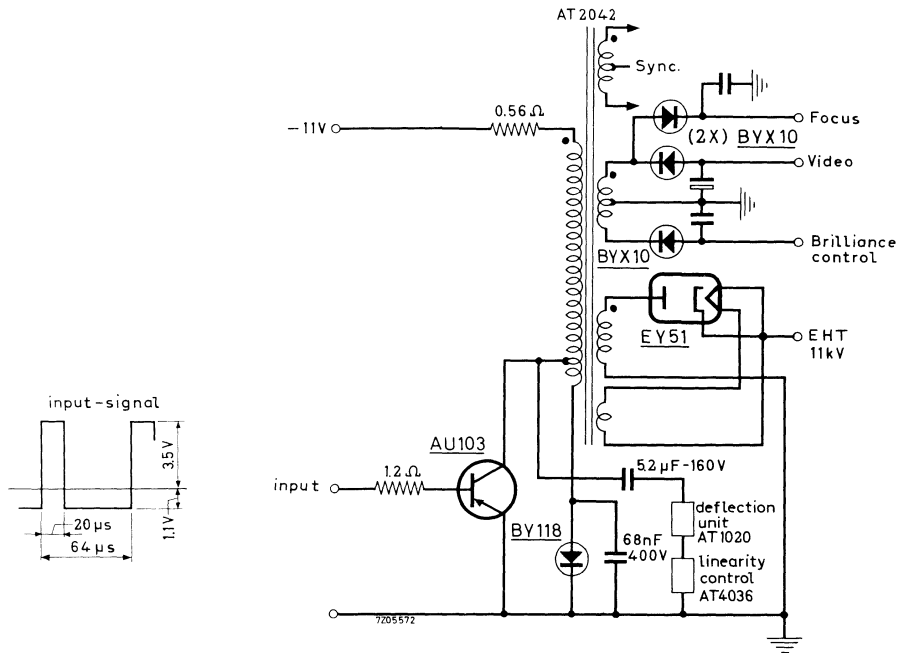 AT2042
Sync.
0.56 Ω
-11V
Focus
(2X) BYX10
Video
BYX10
Brilliance
control
EY51
EHT
11kV
input-signal
3.5V
1.1V
20 µs
64 µs
AU103
1.2 Ω
input
5.2 µF-160V
deflection
unit
AT1020
BY118
68nF
400V
linearity
control
AT4036
7Z05572